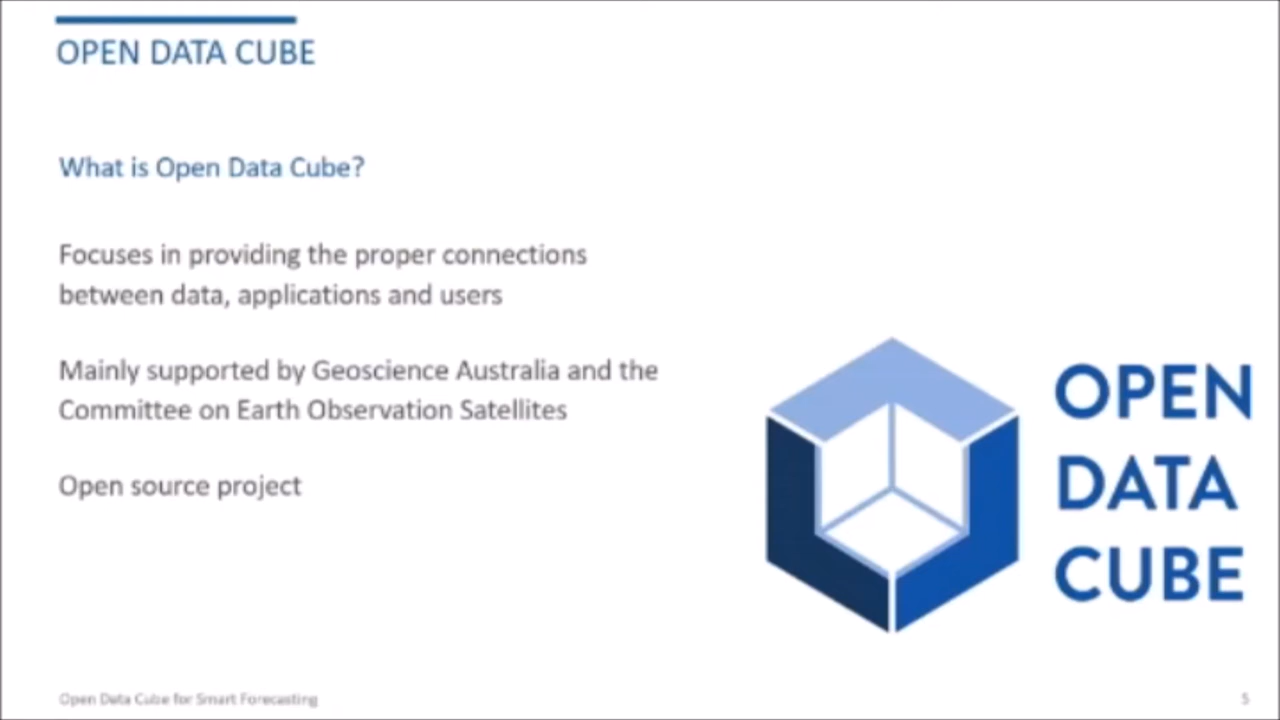 OPEN DATA CUBE
What is Open Data Cube?
Focuses in providing the proper connections
between data, applications and users
Mainly supported by Geoscience Australia and the
Committee on Earth Observation Satellites
Open source project
OPEN
DATA
CUBE
Open Data Cube for Smart Forecasting
5